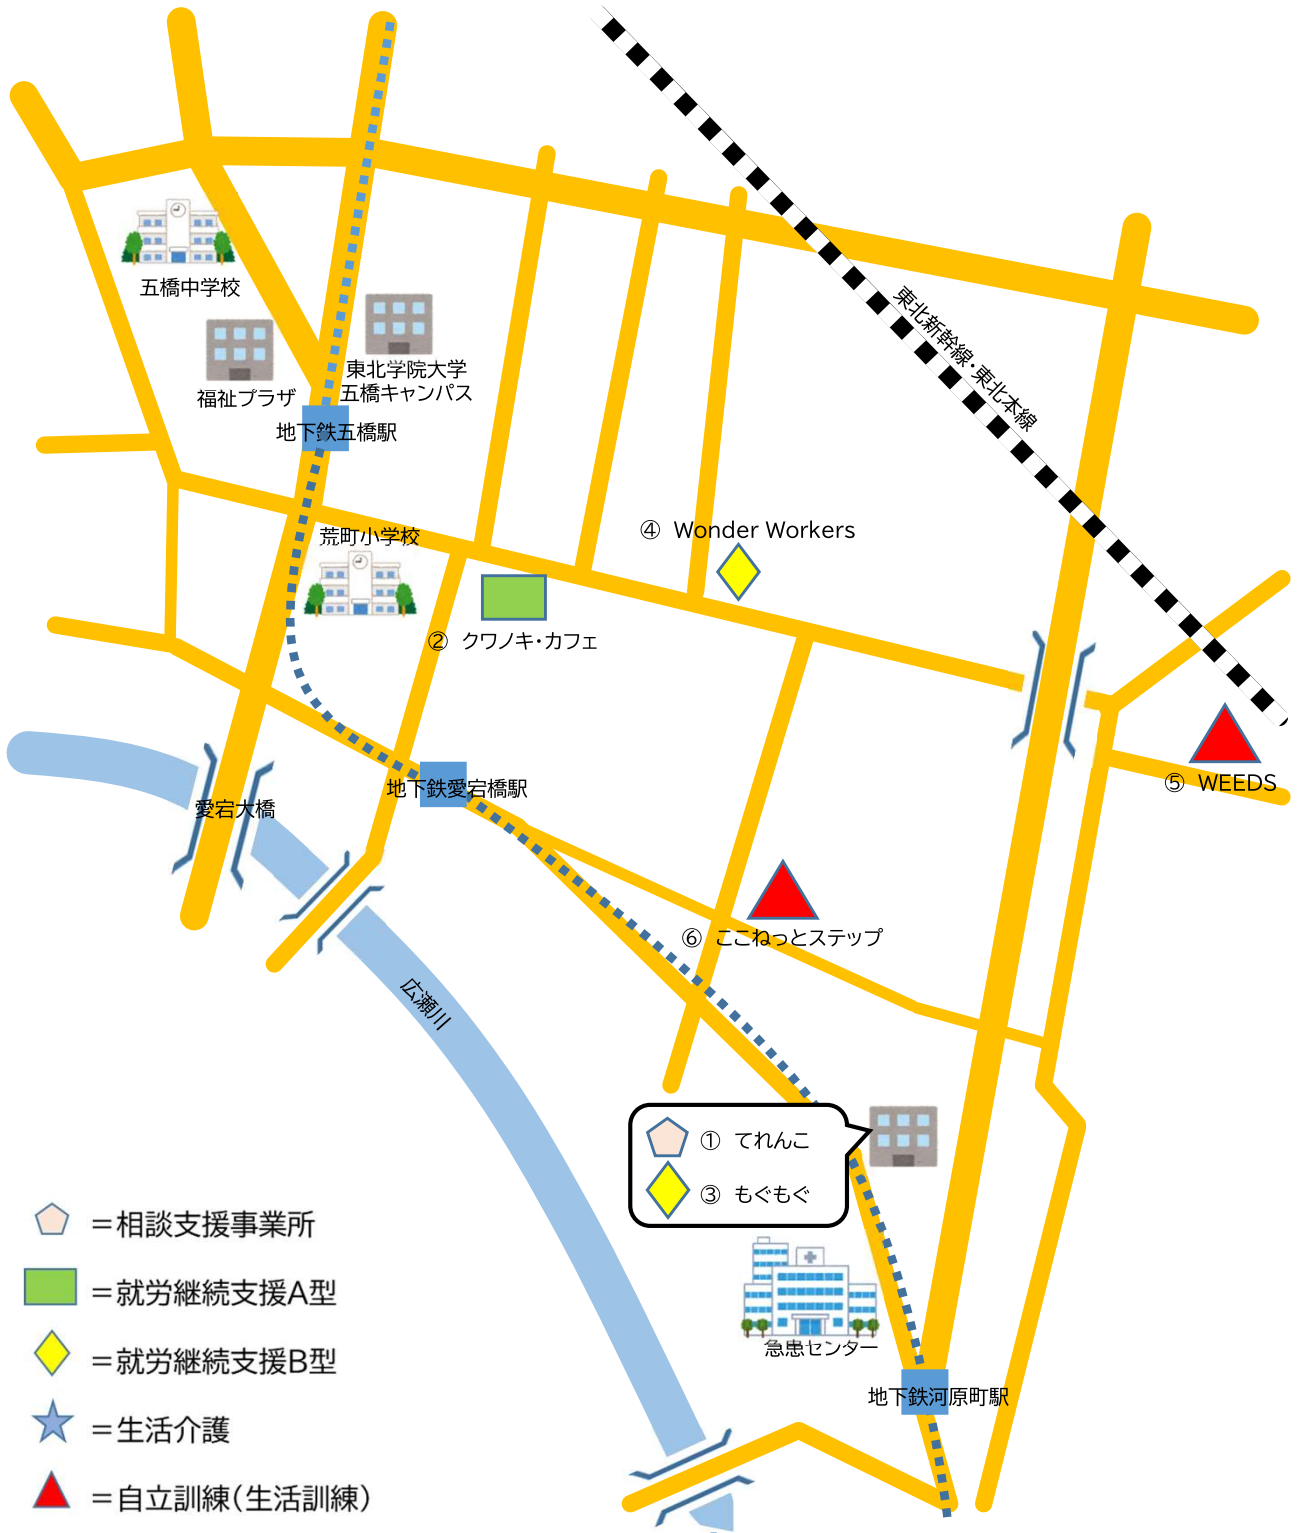 五橋中学校
東北新幹線・東北本線
福祉プラザ
東北学院大学
五橋キャンパス
地下鉄五橋駅
④ Wonder Workers
荒町小学校
② クワノキ・カフェ
⑤ WEEDS
地下鉄愛宕橋駅
愛宕大橋
⑥ ここねっとステップ
広瀬川
① てれんこ
③ もぐもぐ
急患センター
地下鉄河原町駅
＝相談支援事業所
＝就労継続支援A型
＝就労継続支援B型
＝生活介護
＝自立訓練（生活訓練）